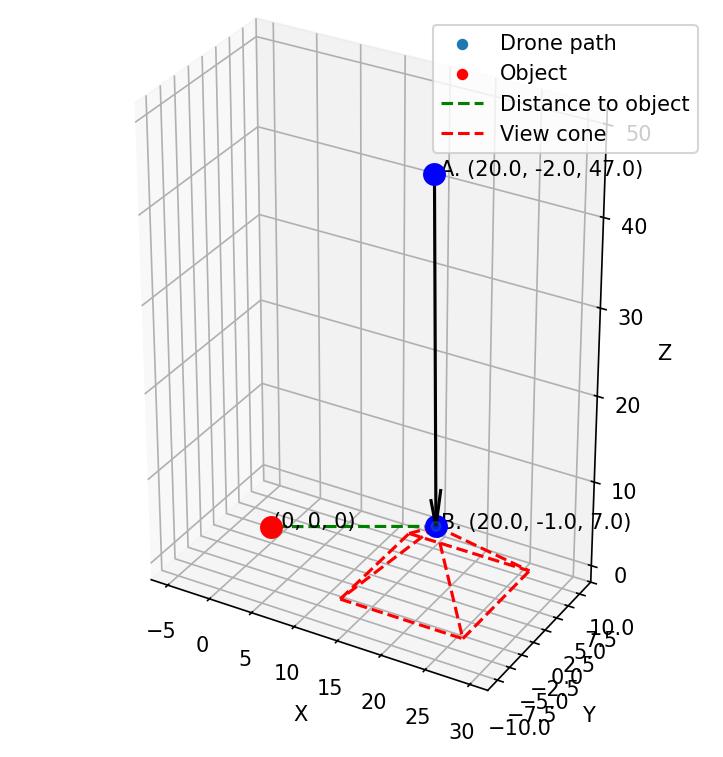 Drone path
Object
Distance to object
View cone
50
A. (20.0, -2.0, 47.0)
40
30
Z
20
10
(0, 0, 0)
B. (20.0, -1.0, 7.0)
0
−5
0
5
10
15
20
25
30
X
10.0
7.5
5.0
2.5
0.0
−2.5
−5.0
−7.5
−10.0
Y